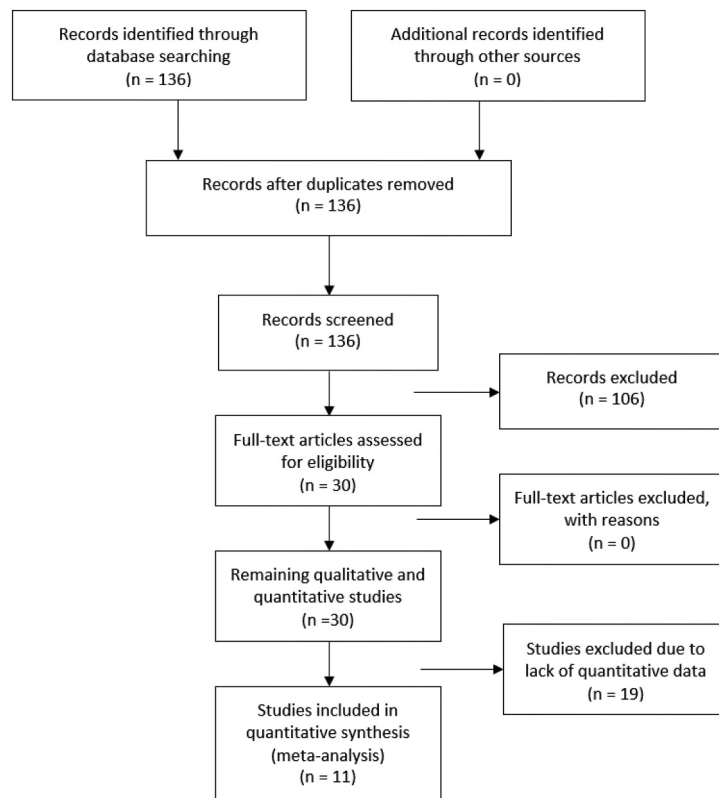 Records identified through
database searching
(n = 136)
Additional records identified
through other sources
(n = 0)
Records after duplicates removed
(n = 136)
Records screened
(n = 136)
Records excluded
(n = 106)
Full-text articles assessed
for eligibility
(n = 30)
Full-text articles excluded,
with reasons
(n = 0)
Remaining qualitative and
quantitative studies
(n =30)
Studies excluded due to
lack of quantitative data
(n = 19)
Studies included in
quantitative synthesis
(meta-analysis)
(n = 11)